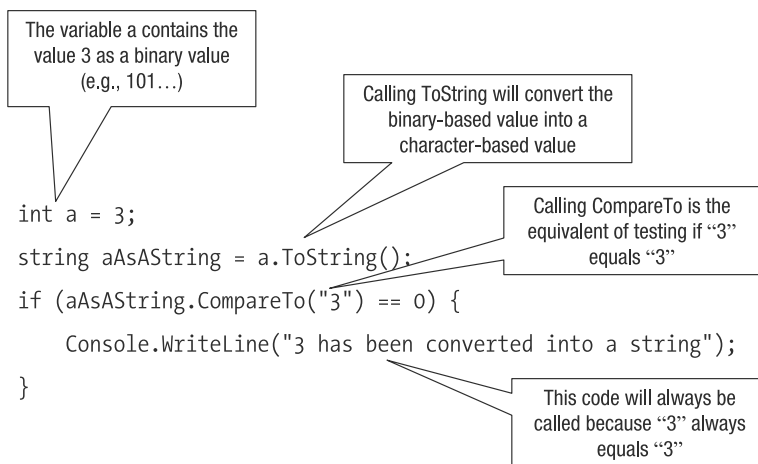 The variable a contains the
value 3 as a binary value
(e.g., 101…)
Calling ToString will convert the
binary-based value into a
character-based value
int a = 3;
string aAsAString = a.ToString();
Calling CompareTo is the
equivalent of testing if “3”
equals “3”
if (aAsAString.CompareTo("3") == 0) {
Console.WriteLine("3 has been converted into a string");
}
This code will always be
called because “3” always
equals “3”